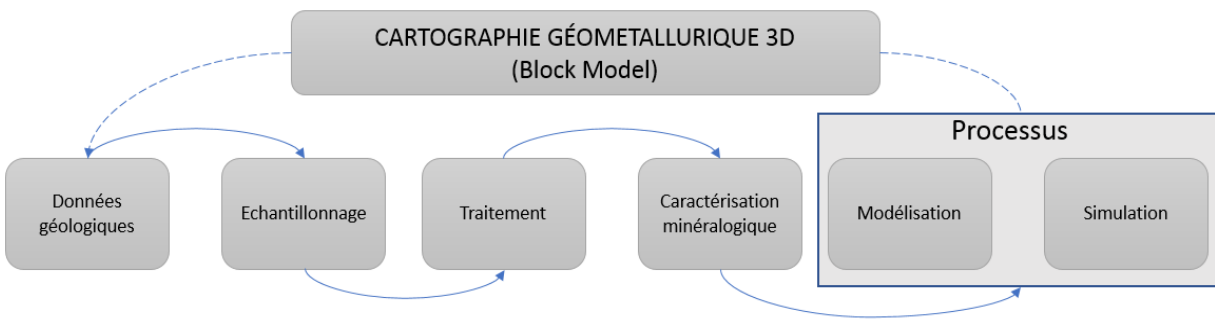 CARTOGRAPHIE GÉOMETALLURIQUE 3D
(Block Model)
Processus
Données
géologiques
Echantillonnage
Traitement
Caractérisation
minéralogique
Modélisation
Simulation